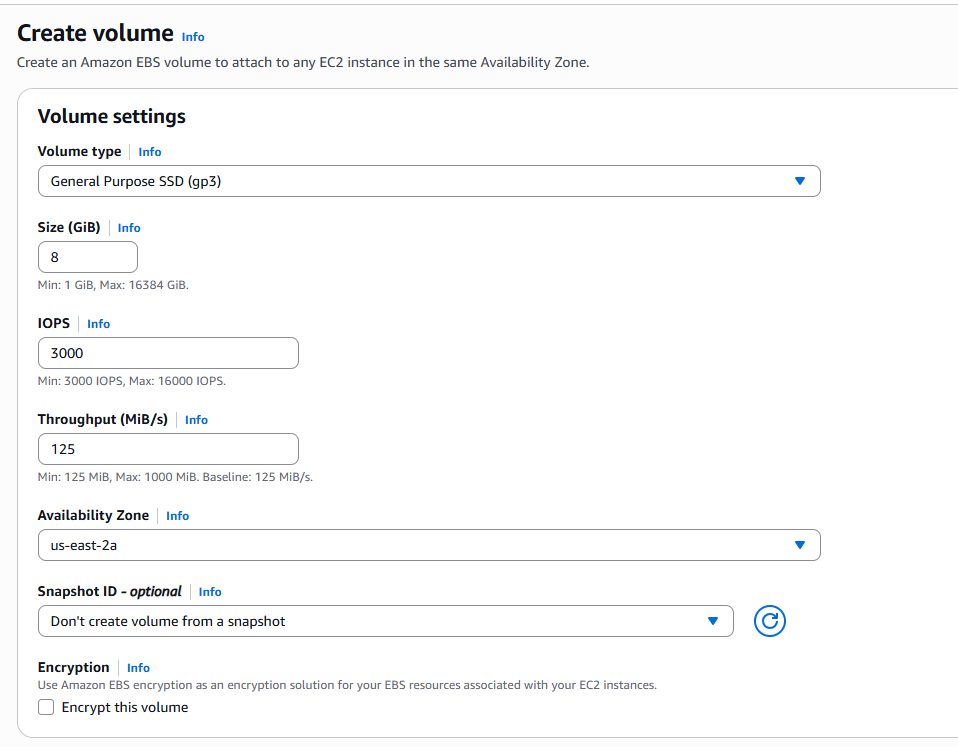 Create volume Info
Create an Amazon EBS volume to attach to any EC2 instance in the same Availability Zone.
Volume settings
Volume type Info
General Purpose SSD (gp3)
Size (GiB) Info
8
Min: 1 GiB, Max: 16384 GiB.
IOPS Info
3000
Min: 3000 IOPS, Max: 16000 IOPS.
Throughput (MiB/s) Info
125
Min: 125 MiB, Max: 1000 MiB. Baseline: 125 MiB/s.
Availability Zone Info
us-east-2a
Snapshot ID - optional Info
Don't create volume from a snapshot
Encryption Info
Use Amazon EBS encryption as an encryption solution for your EBS resources associated with your EC2 instances.
Encrypt this volume